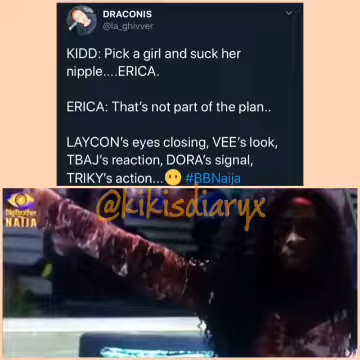 DRACONIS
@la_ghivver
KIDD: Pick a girl and suck her
nipple....ERICA.
ERICA: That's not part of the plan..
LAYCON's eyes closing, VEE's look,
TBAJ's reaction, DORA's signal,
TRIKY's action...😶 #BBNaija
@kikisdiaryx
BigBrother
NAIJA